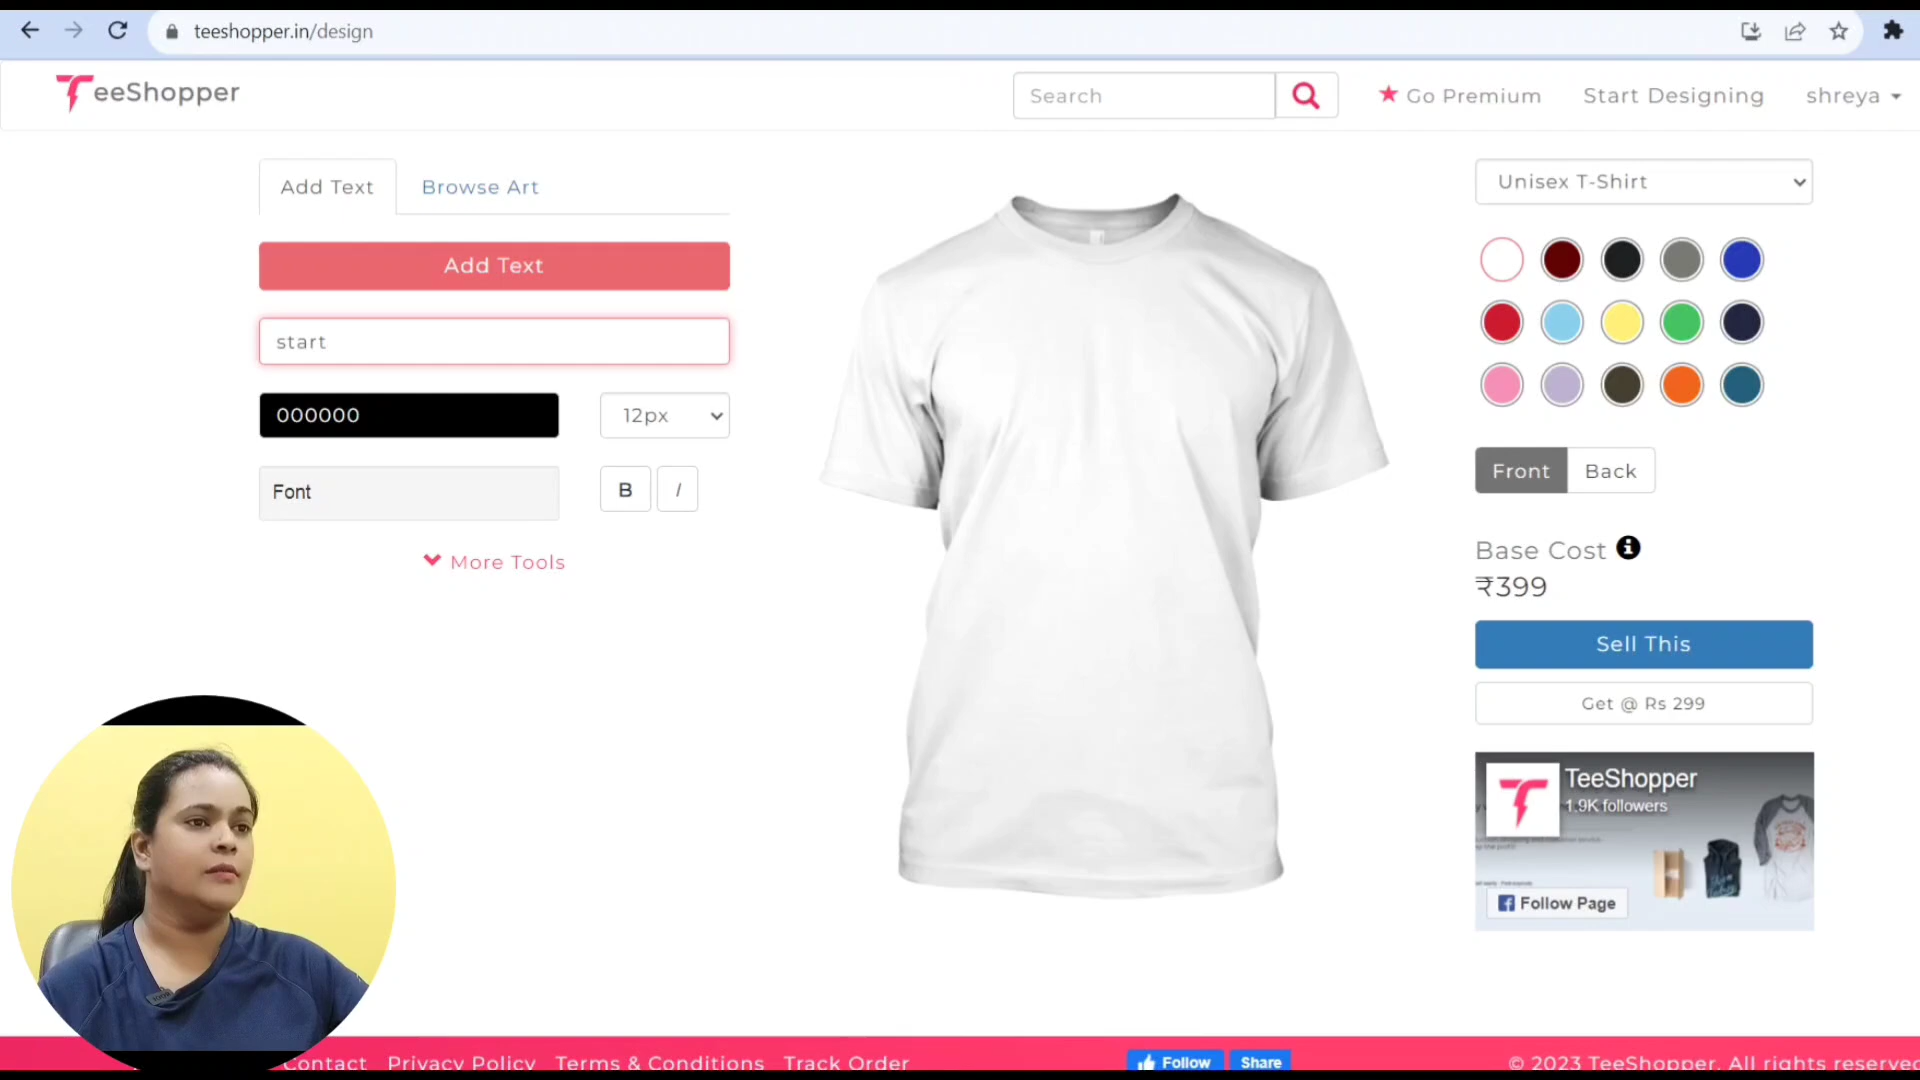 teeshopper.in/design
TeeShopper
Search
Go Premium
Start Designing
shreya
Add Text
Browse Art
Unisex T-Shirt
Add Text
start
000000
12px
Font
B
I
More Tools
Front
Back
Base Cost
₹399
Sell This
Get @ Rs 299
TeeShopper
1.9K followers
Follow Page
Contact
Privacy Policy
Terms & Conditions
Track Order
Follow
Share
© 2023 TeeShopper. All rights reserved